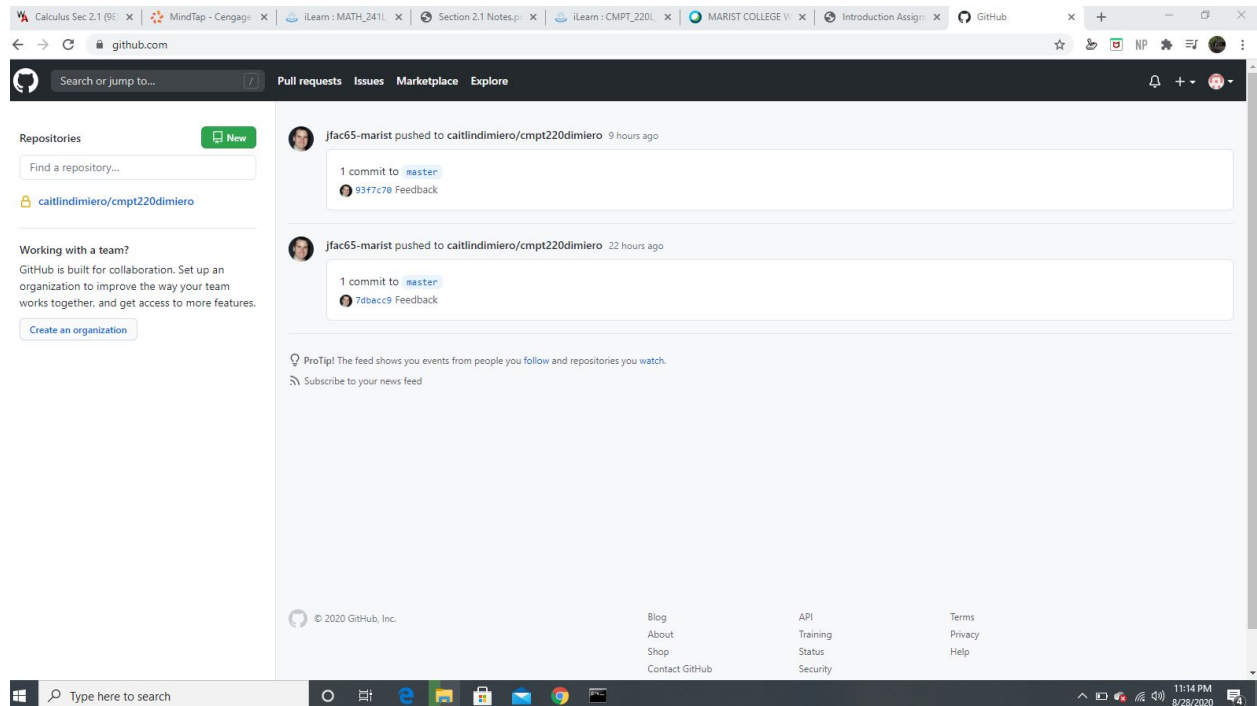 Calculus Sec 2.1 (9E)
MindTap - Cengage
iLearn : MATH_241L
Section 2.1 Notes.p
iLearn : CMPT_220L
MARIST COLLEGE W
Introduction Assign
GitHub
github.com
NP
Search or jump to...
/
Pull requests Issues Marketplace Explore
Repositories
New
Find a repository...
caitlindimiero/cmpt220dimiero
Working with a team?
GitHub is built for collaboration. Set up an
organization to improve the way your team
works together, and get access to more features.
Create an organization
jfac65-marist pushed to caitlindimiero/cmpt220dimiero 9 hours ago
1 commit to master
93f7c70 Feedback
jfac65-marist pushed to caitlindimiero/cmpt220dimiero 22 hours ago
1 commit to master
7dbacc9 Feedback
ProTip! The feed shows you events from people you follow and repositories you watch.
Subscribe to your news feed
© 2020 GitHub, Inc.
Blog
About
Shop
Contact GitHub
API
Training
Status
Security
Terms
Privacy
Help
Type here to search
11:14 PM
8/28/2020
4